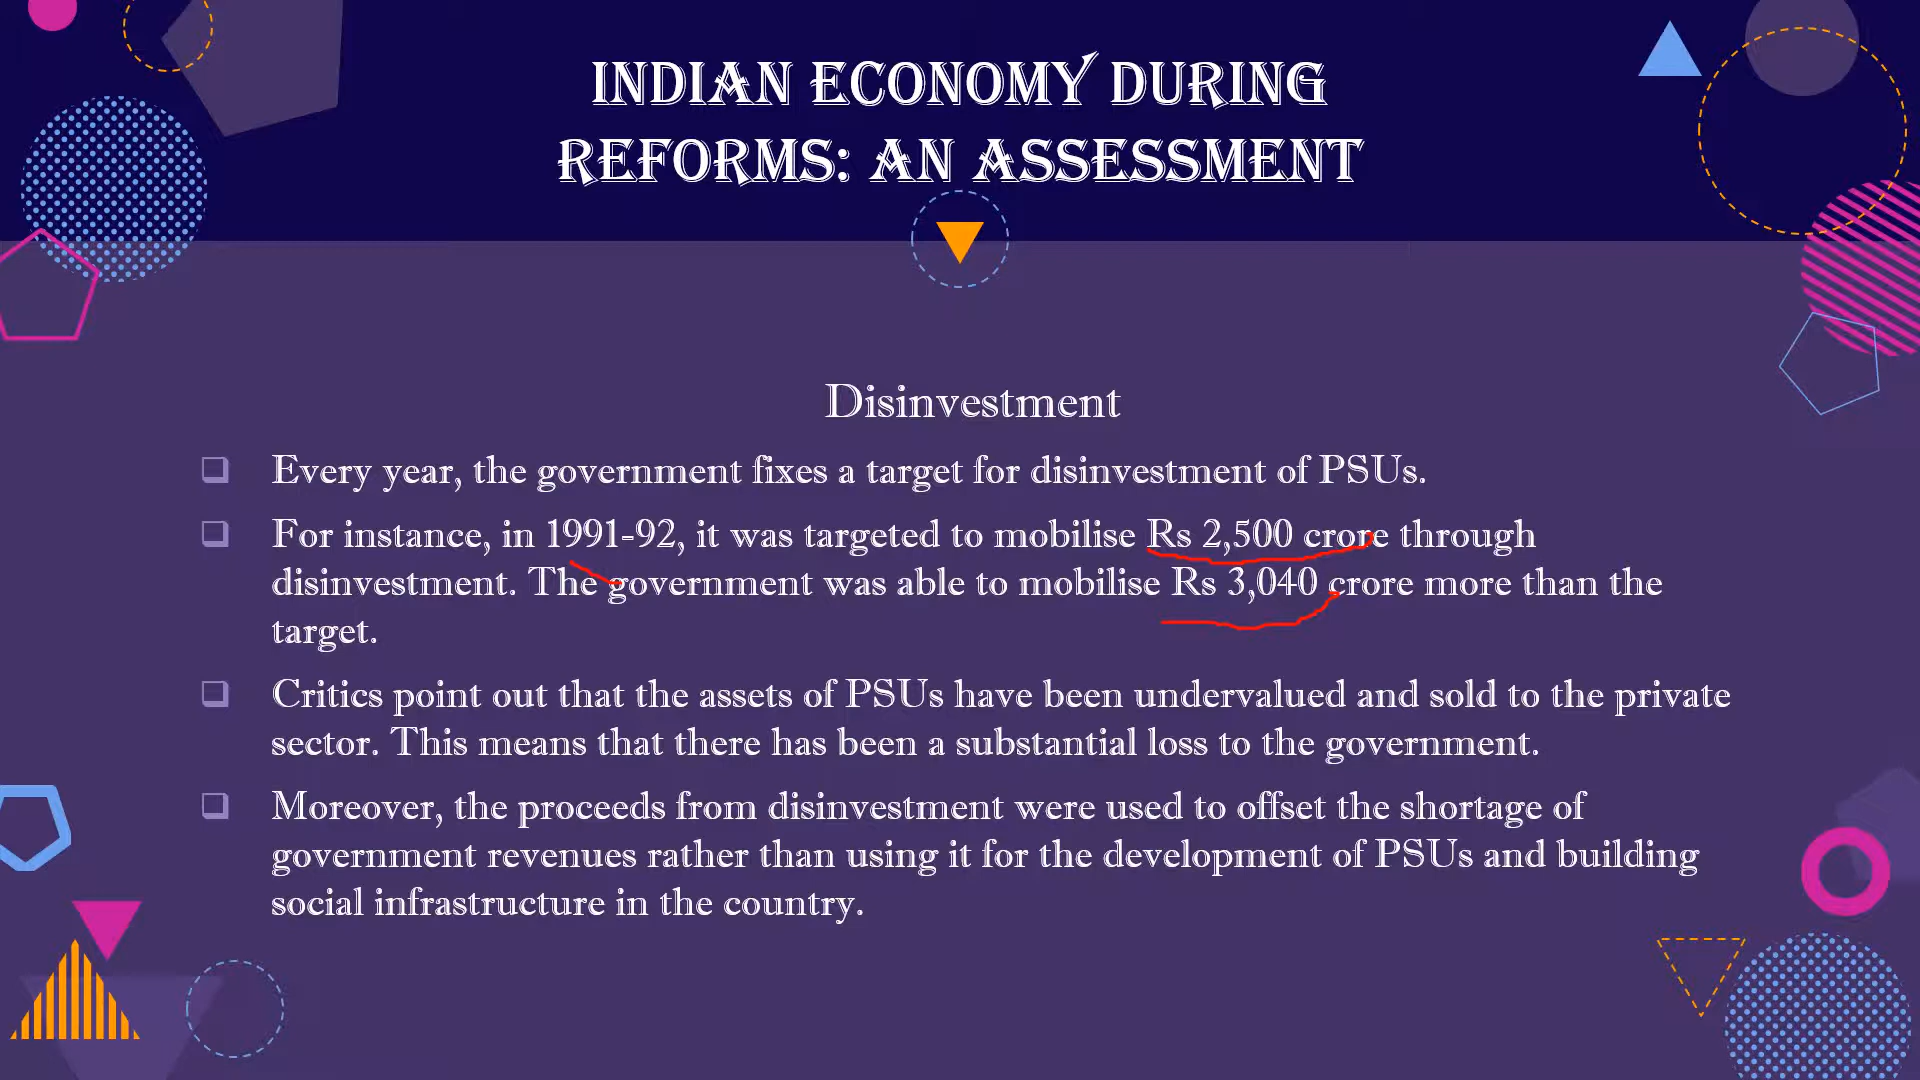 INDIAN ECONOMY DURING
REFORMS: AN ASSESSMENT
Disinvestment
Every year, the government fixes a target for disinvestment of PSUs.
For instance, in 1991-92, it was targeted to mobilise Rs 2,500 crore through
disinvestment. The government was able to mobilise Rs 3,040 crore more than the
target.
Critics point out that the assets of PSUs have been undervalued and sold to the private
sector. This means that there has been a substantial loss to the government.
Moreover, the proceeds from disinvestment were used to offset the shortage of
government revenues rather than using it for the development of PSUs and building
social infrastructure in the country.